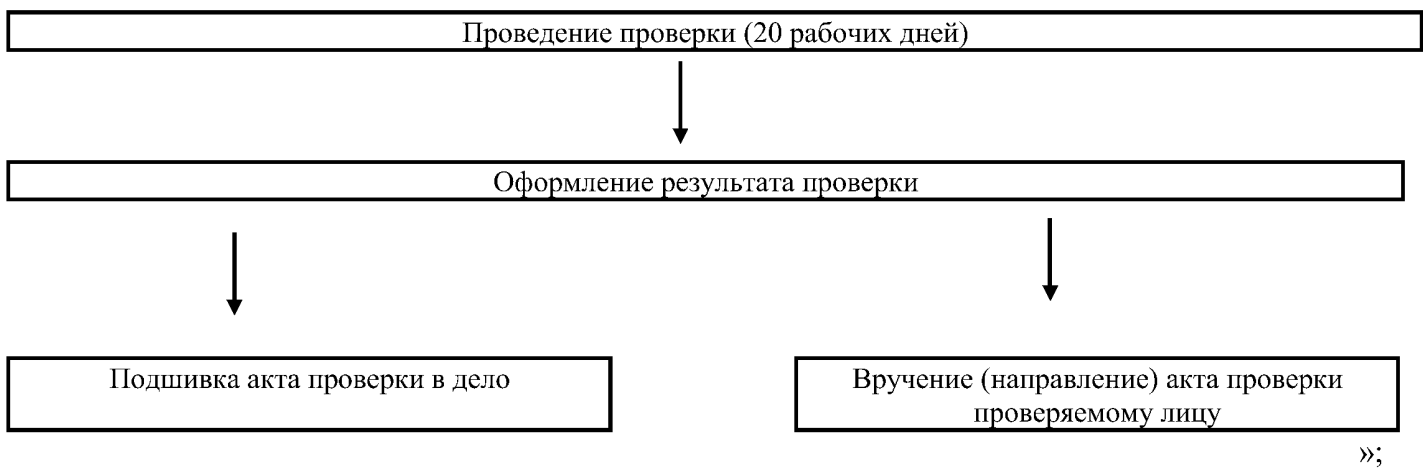 Проведение проверки (20 рабочих дней)
Оформление результата проверки
Подшивка акта проверки в дело
Вручение (направление) акта проверки
проверяемому лицу
»;